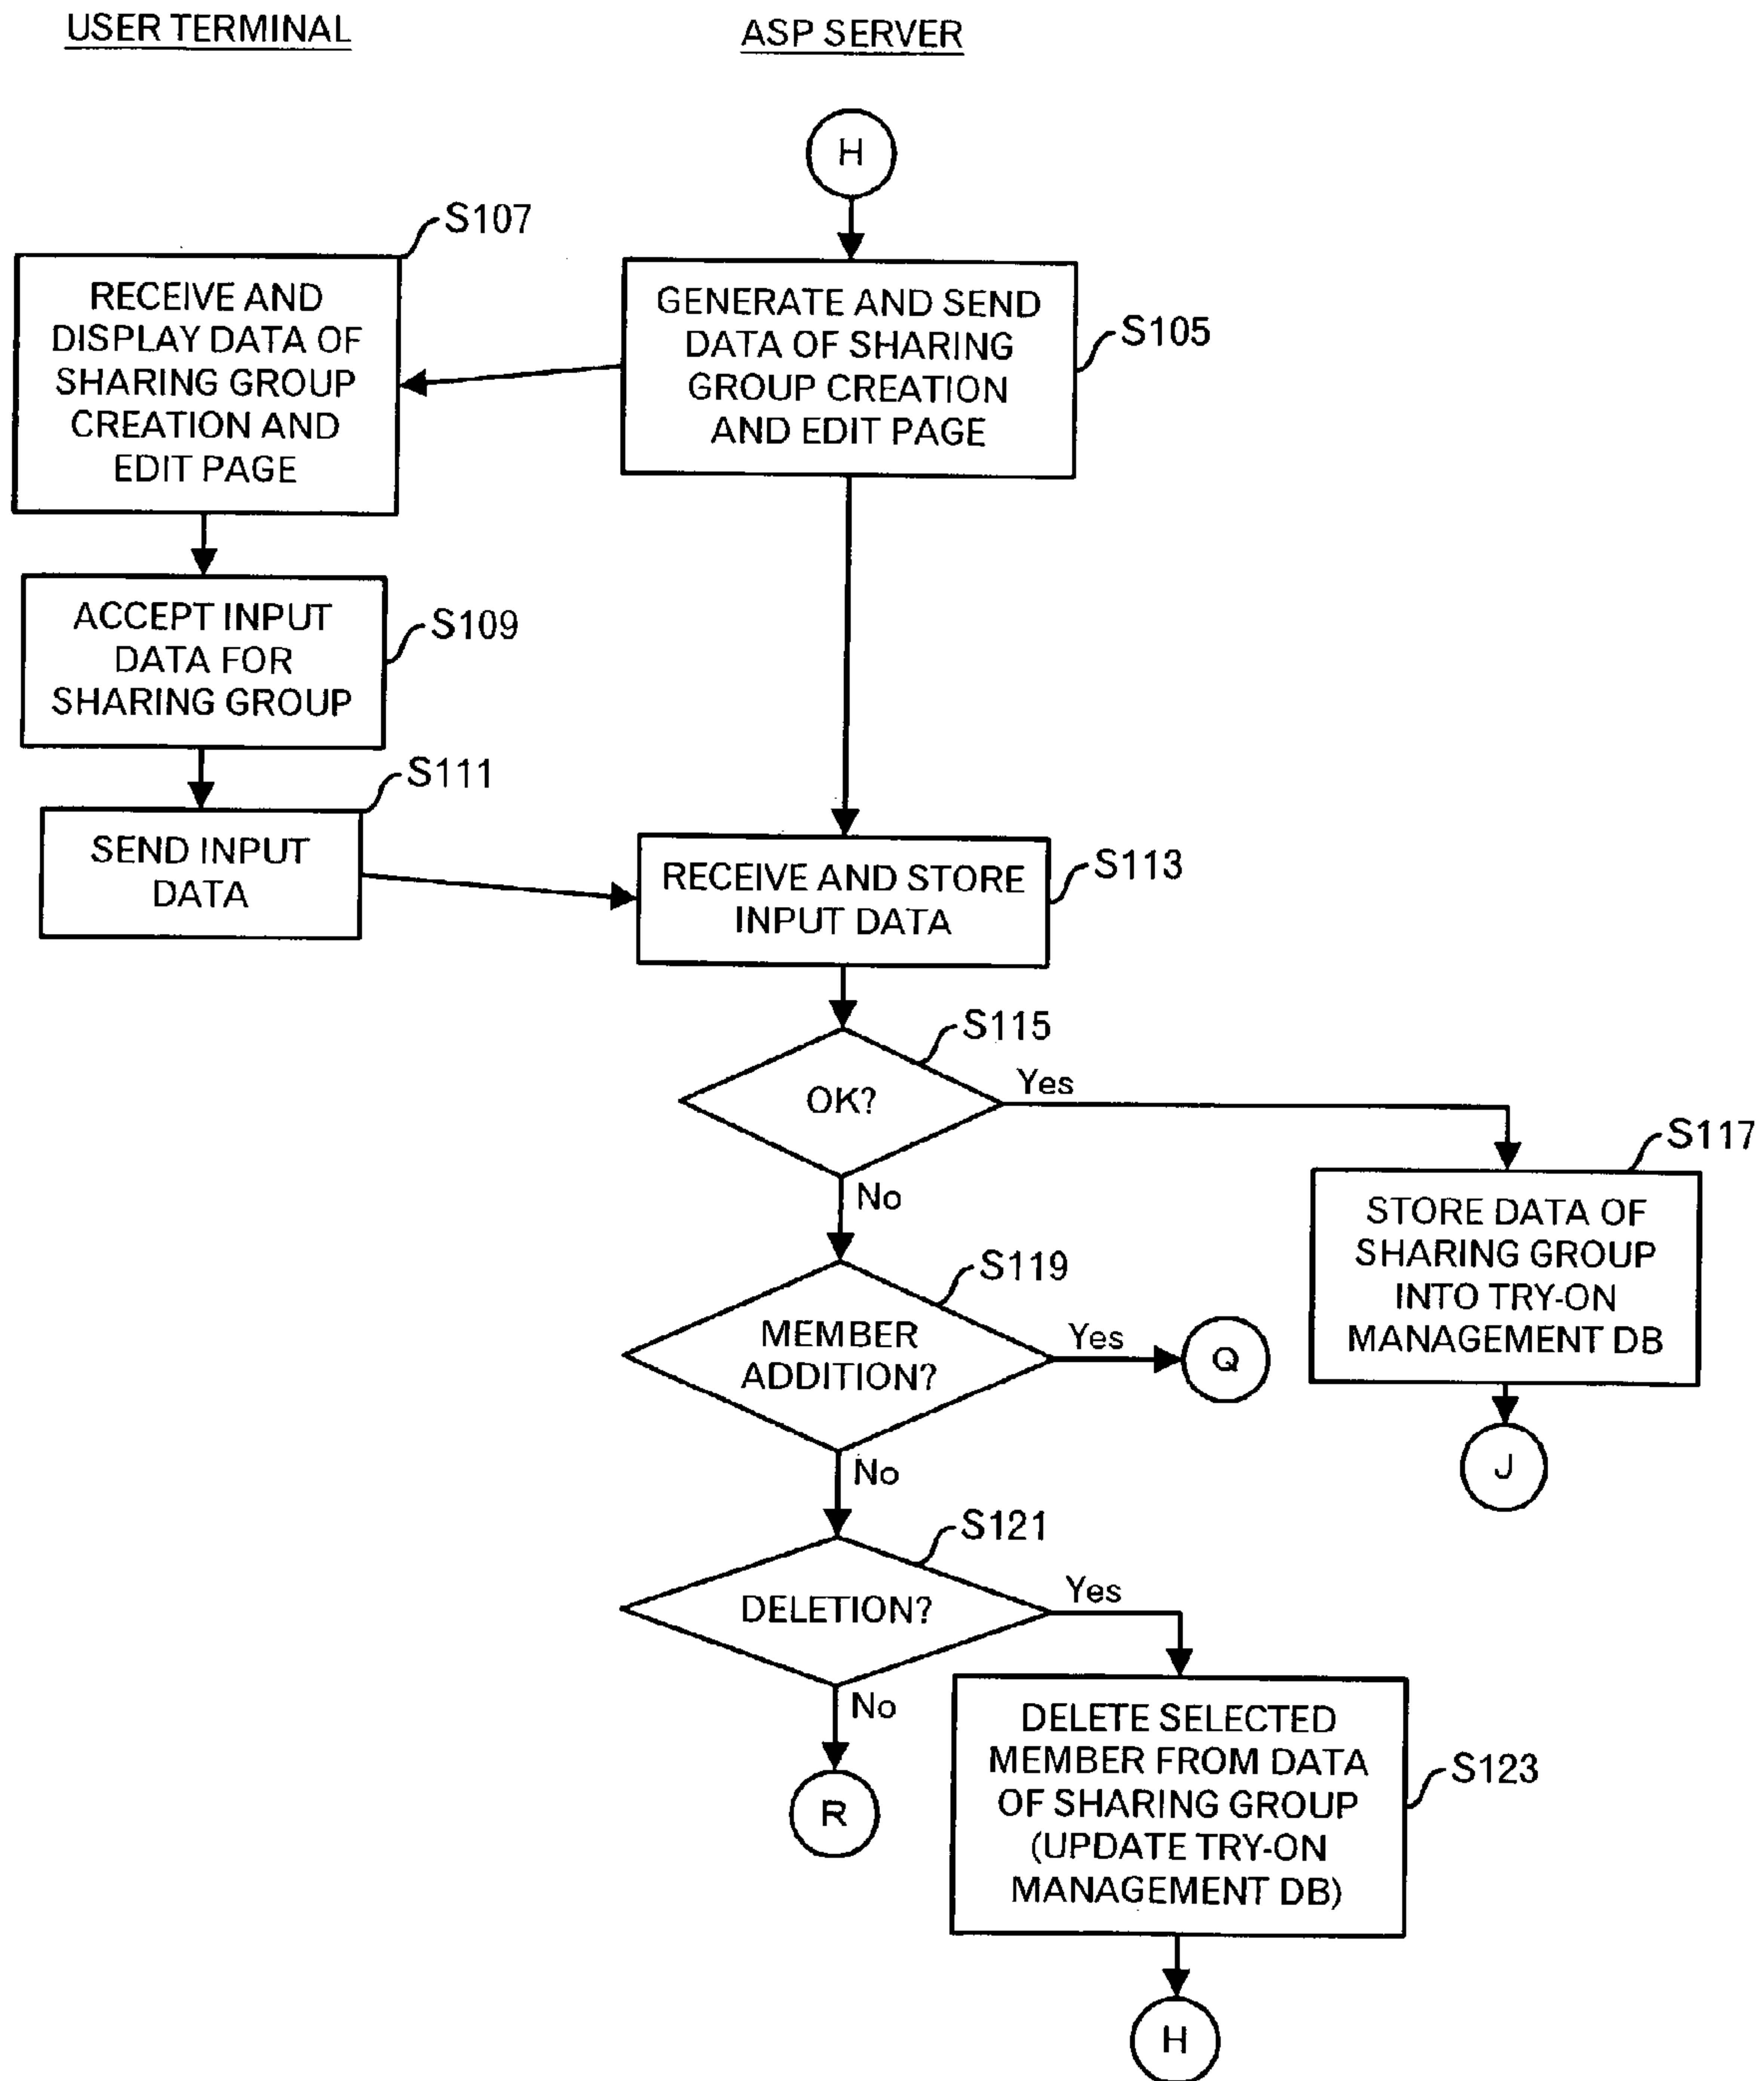 USER TERMINAL
ASP SERVER
H
S107
RECEIVE AND
DISPLAY DATA OF
SHARING GROUP
CREATION AND
EDIT PAGE
GENERATE AND SEND
DATA OF SHARING
GROUP CREATION
AND EDIT PAGE
S105
ACCEPT INPUT
DATA FOR
SHARING GROUP
S109
S111
SEND INPUT
DATA
RECEIVE AND STORE
INPUT DATA
S113
S115
OK?
Yes
No
S117
STORE DATA OF
SHARING GROUP
INTO TRY-ON
MANAGEMENT DB
J
S119
MEMBER
ADDITION?
Yes
Q
No
S121
DELETION?
Yes
No
R
DELETE SELECTED
MEMBER FROM DATA
OF SHARING GROUP
(UPDATE TRY-ON
MANAGEMENT DB)
S123
H